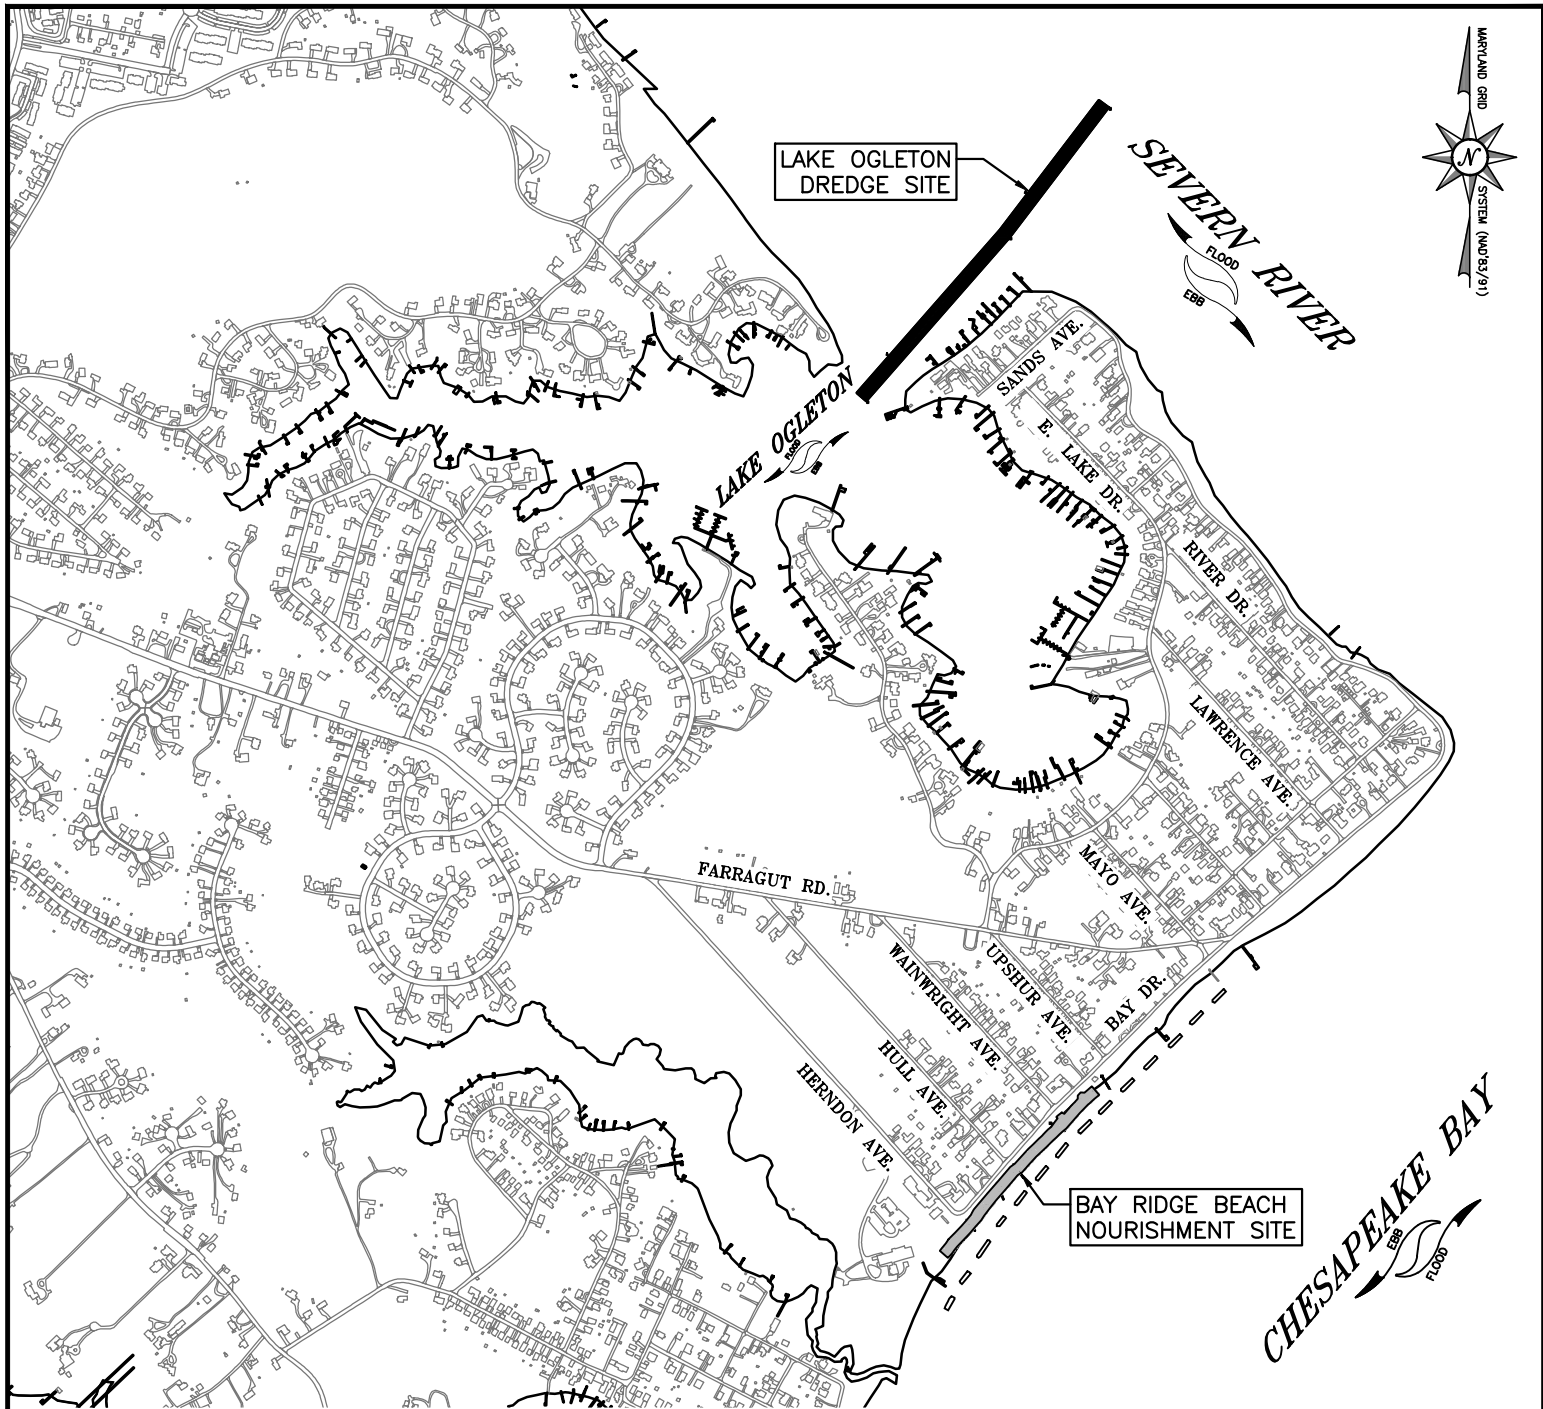 MARYLAND GRID
N
SYSTEM (NAD'83/91)
LAKE OGLETON
DREDGE SITE
SEVERN RIVER
FLOOD
EBB
SANDS AVE.
LAKE OGLETON
FLOOD
EBB
E. LAKE DR.
RIVER DR.
LAWRENCE AVE.
MAYO AVE.
FARRAGUT RD.
UPSHUR AVE.
WAINWRIGHT AVE.
BAY DR.
HULL AVE.
HERNDON AVE.
BAY RIDGE BEACH
NOURISHMENT SITE
CHESAPEAKE BAY
EBB
FLOOD